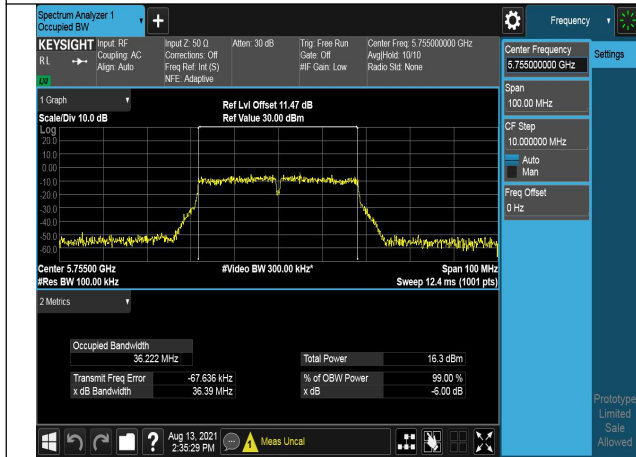 Spectrum Analyzer 1
Occupied BW
Frequency
KEYSIGHT
R L
Input: RF
Coupling: AC
Align: Auto
Input Z: 50 Ω
Corrections: Off
Freq Ref: Int (S)
NFE: Adaptive
Atten: 30 dB
Trig: Free Run
Gate: Off
#IF Gain: Low
Center Freq: 5.755000000 GHz
Avg|Hold: 10/10
Radio Std: None
Center Frequency
5.755000000 GHz
Settings
Span
100.00 MHz
CF Step
10.000000 MHz
Auto
Man
Freq Offset
0 Hz
1 Graph
Scale/Div 10.0 dB
Ref Lvl Offset 11.47 dB
Ref Value 30.00 dBm
Log
20.0
10.0
0.00
-10.0
-20.0
-30.0
-40.0
-50.0
-60.0
Center 5.75500 GHz
#Res BW 100.00 kHz
#Video BW 300.00 kHz*
Span 100 MHz
Sweep 12.4 ms (1001 pts)
2 Metrics
Occupied Bandwidth
36.222 MHz
Total Power 16.3 dBm
Transmit Freq Error -67.636 kHz
% of OBW Power 99.00 %
x dB Bandwidth 36.39 MHz
x dB -6.00 dB
Prototype
Limited
Sale
Allowed
Aug 13, 2021
2:35:29 PM
Meas Uncal